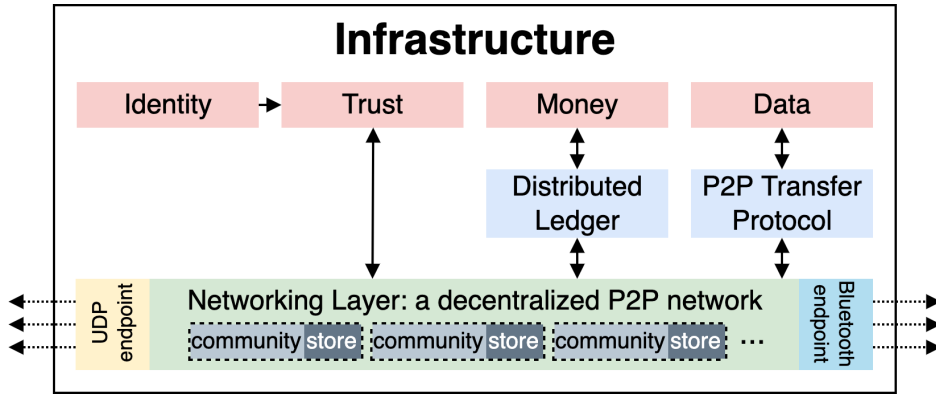 Infrastructure
Identity
Trust
Money
Data
Distributed
Ledger
P2P Transfer
Protocol
UDP
endpoint
Networking Layer: a decentralized P2P network
community store
community store
community store
...
Bluetooth
endpoint